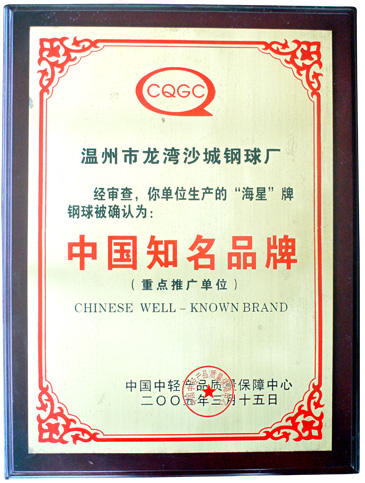 CQGC
温州市龙湾沙城钢球厂
经审查，你单位生产的“海星”牌
钢球被确认为：
中国知名品牌
（重点推广单位）
CHINESE WELL – KNOWN BRAND
中国中轻产品质量保障中心
二〇〇五年三月十五日